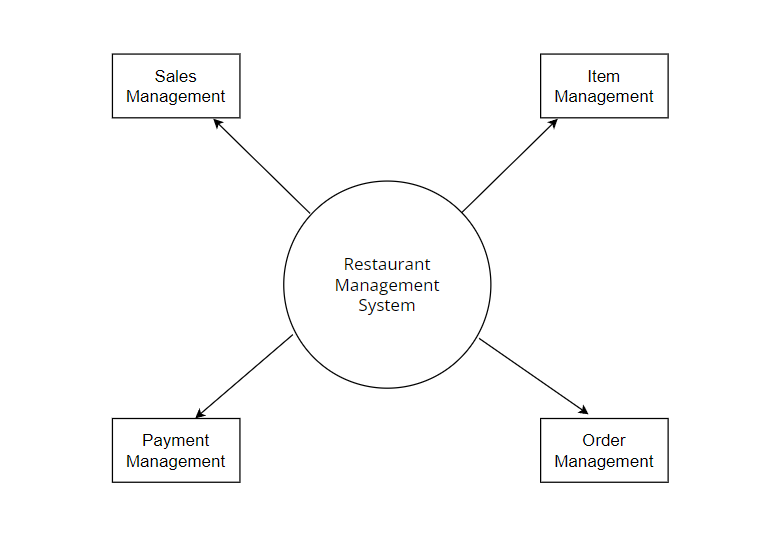 Sales
Management
Item
Management
Restaurant
Management
System
Payment
Management
Order
Management